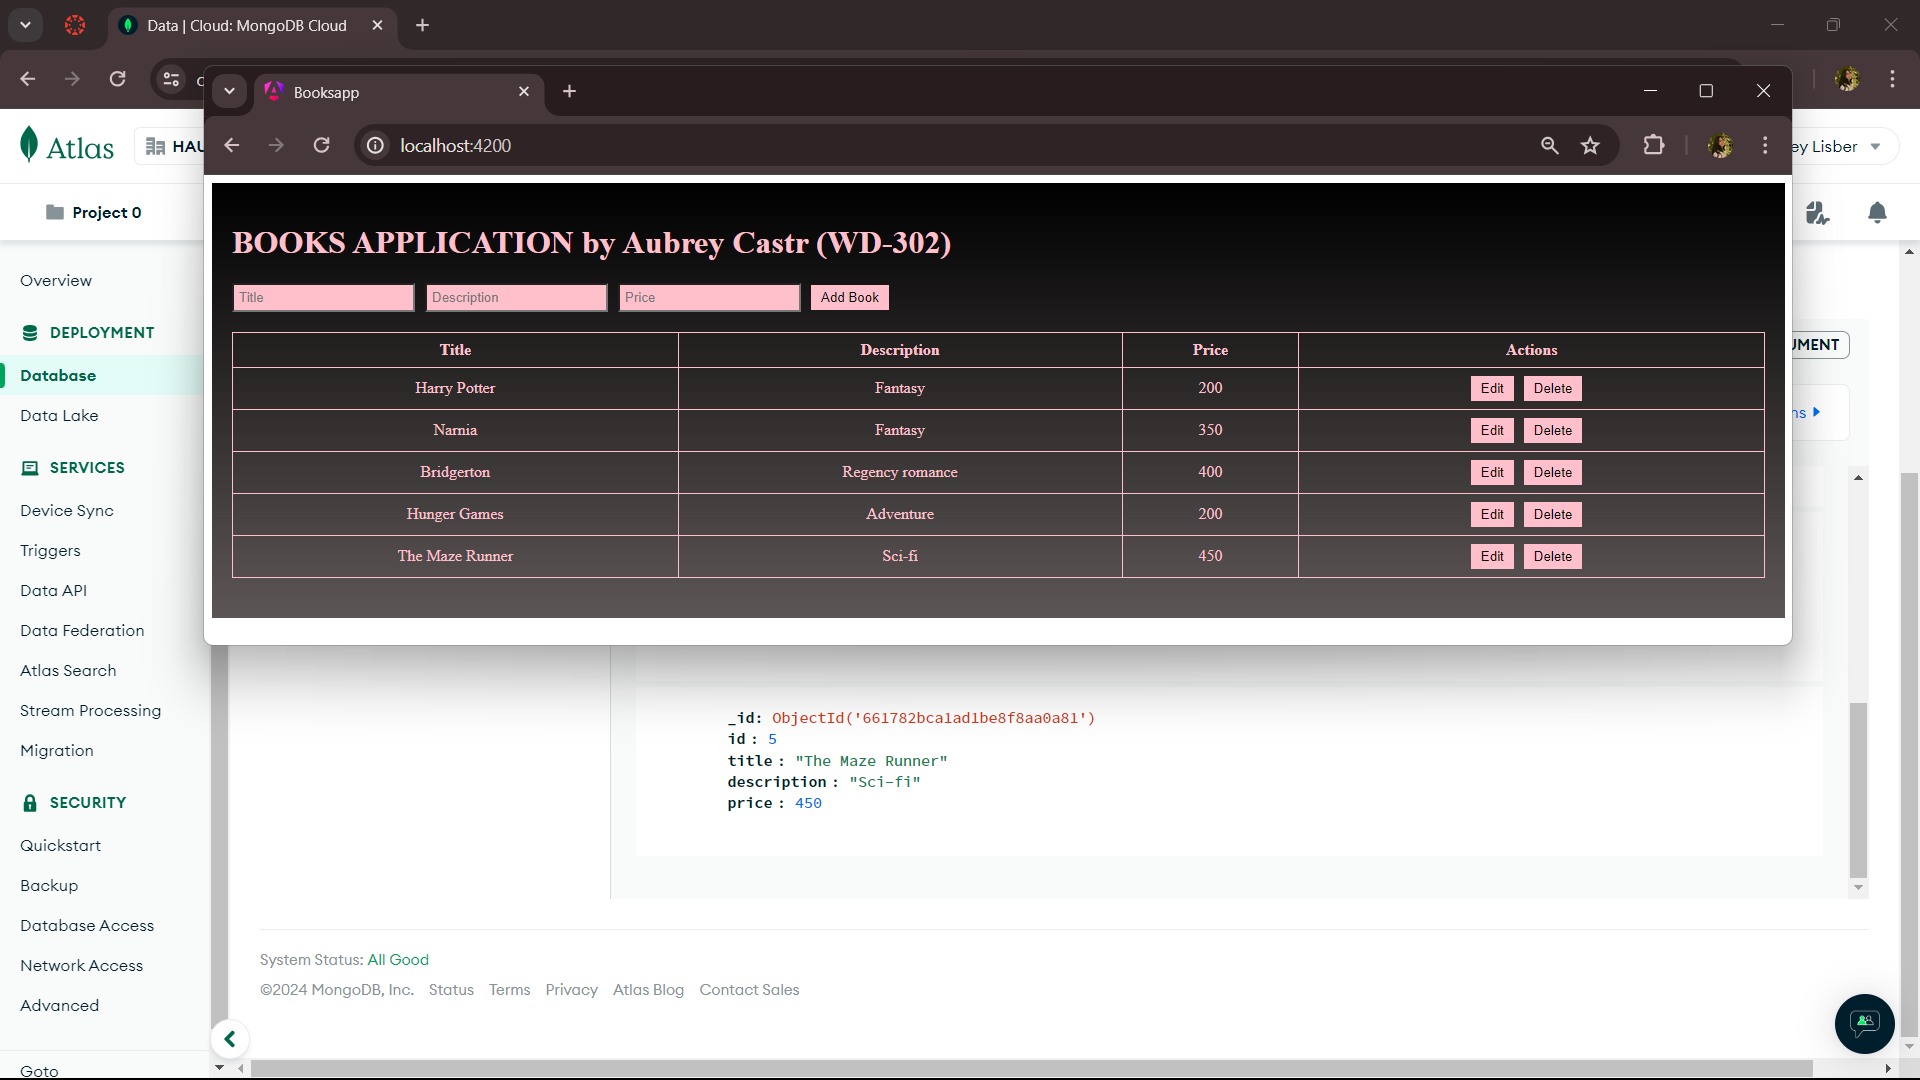 Data | Cloud: MongoDB Cloud
Booksapp
localhost:4200
Atlas
HAU
ey Lisber
Project 0
Overview
DEPLOYMENT
Database
Data Lake
SERVICES
Device Sync
Triggers
Data API
Data Federation
Atlas Search
Stream Processing
Migration
SECURITY
Quickstart
Backup
Database Access
Network Access
Advanced
Goto
BOOKS APPLICATION by Aubrey Castr (WD-302)
Title Description Price Add Book
Title Description Price Actions
Harry Potter Fantasy 200 Edit Delete
Narnia Fantasy 350 Edit Delete
Bridgerton Regency romance 400 Edit Delete
Hunger Games Adventure 200 Edit Delete
The Maze Runner Sci-fi 450 Edit Delete
UMENT
ns
_id: ObjectId('661782bca1ad1be8f8aa0a81')
id : 5
title : "The Maze Runner"
description : "Sci-fi"
price : 450
System Status: All Good
©2024 MongoDB, Inc. Status Terms Privacy Atlas Blog Contact Sales